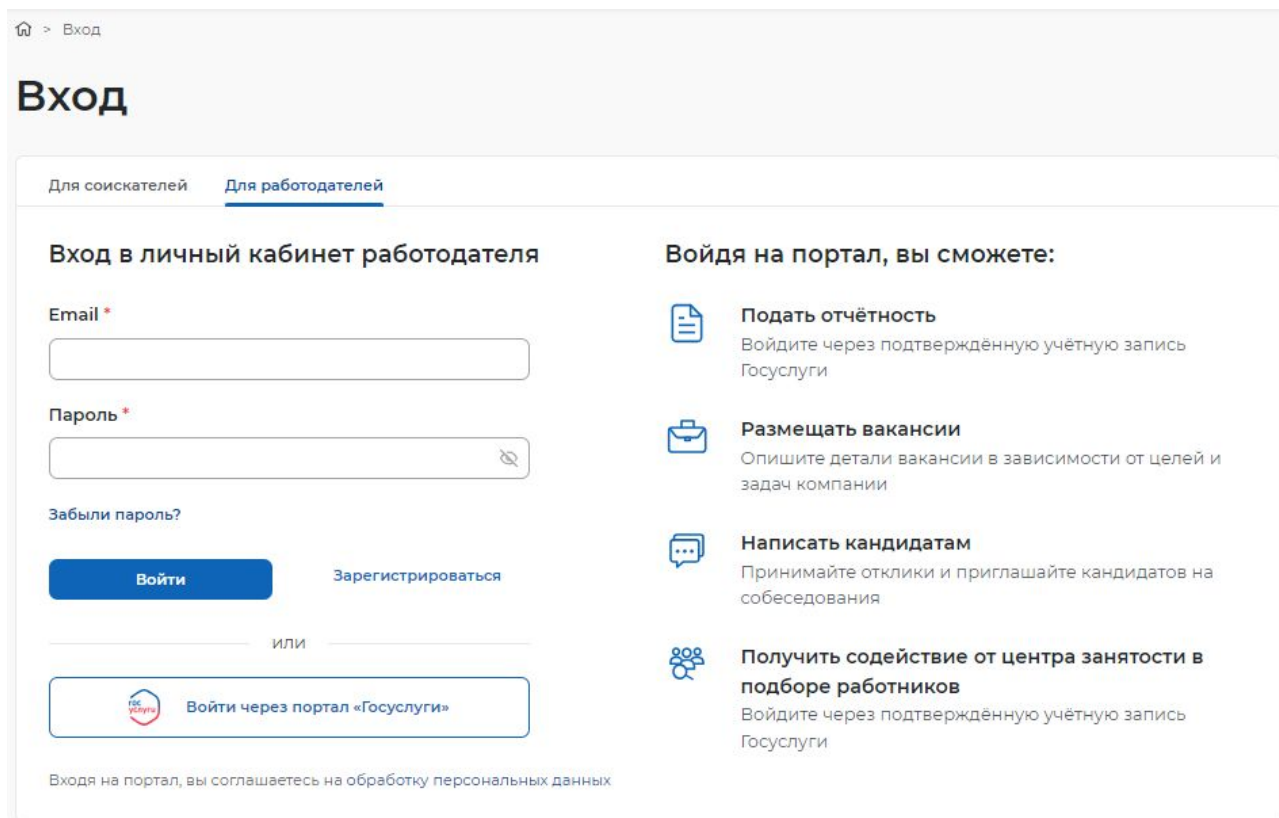 > Вход
Вход
Для соискателей Для работодателей
Вход в личный кабинет работодателя
Email *
Пароль *
Забыли пароль?
Войти Зарегистрироваться
или
гос
услуги
Войти через портал «Госуслуги»
Входя на портал, вы соглашаетесь на обработку персональных данных
Войдя на портал, вы сможете:
Подать отчётность
Войдите через подтверждённую учётную запись
Госуслуги
Размещать вакансии
Опишите детали вакансии в зависимости от целей и
задач компании
Написать кандидатам
Принимайте отклики и приглашайте кандидатов на
собеседования
Получить содействие от центра занятости в
подборе работников
Войдите через подтверждённую учётную запись
Госуслуги